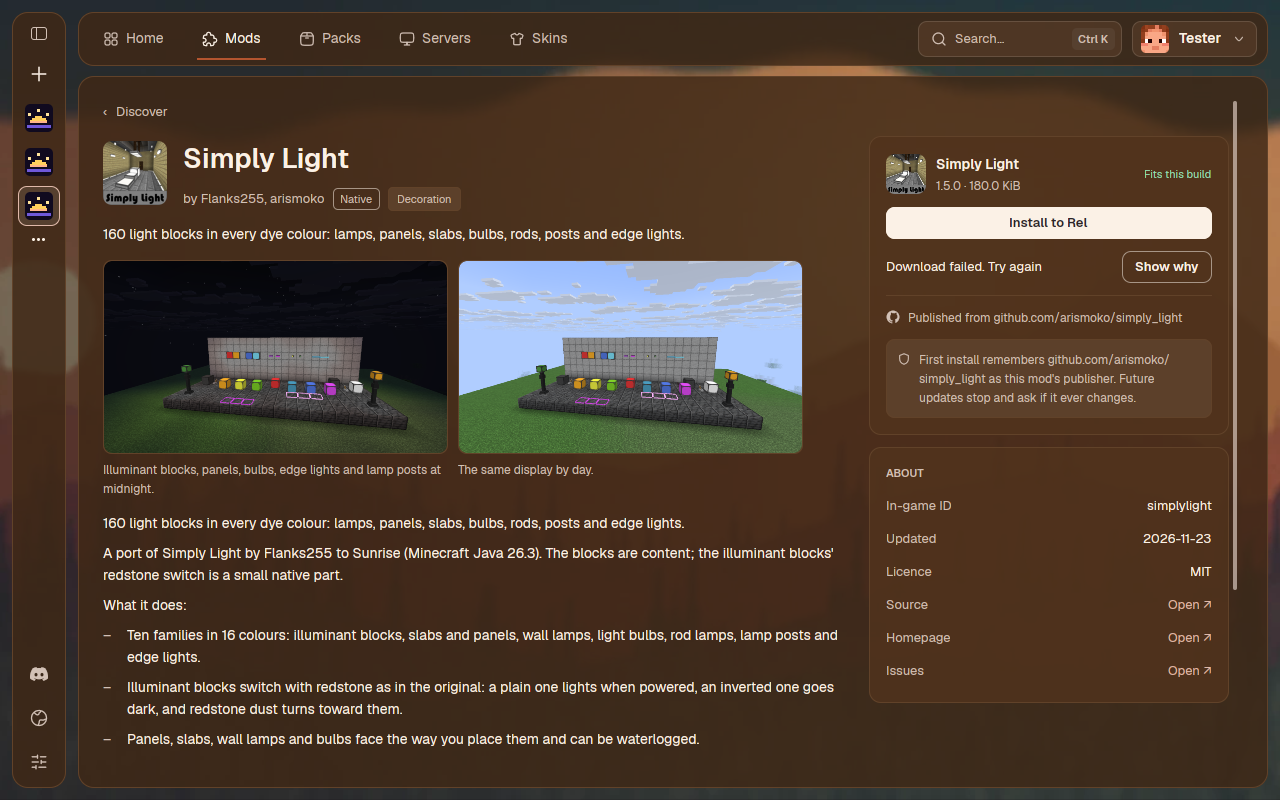 Home
Mods
Packs
Servers
Skins
Search...
Ctrl K
Tester
‹ Discover
Simply Light
Simply Light
by Flanks255, arismoko
Native
Decoration
160 light blocks in every dye colour: lamps, panels, slabs, bulbs, rods, posts and edge lights.
Illuminant blocks, panels, bulbs, edge lights and lamp posts at
midnight.
The same display by day.
160 light blocks in every dye colour: lamps, panels, slabs, bulbs, rods, posts and edge lights.
A port of Simply Light by Flanks255 to Sunrise (Minecraft Java 26.3). The blocks are content; the illuminant blocks'
redstone switch is a small native part.
What it does:
– Ten families in 16 colours: illuminant blocks, slabs and panels, wall lamps, light bulbs, rod lamps, lamp posts and
edge lights.
– Illuminant blocks switch with redstone as in the original: a plain one lights when powered, an inverted one goes
dark, and redstone dust turns toward them.
– Panels, slabs, wall lamps and bulbs face the way you place them and can be waterlogged.
Simply Light
Simply Light
1.5.0 · 180.0 KiB
Fits this build
Install to Rel
Download failed. Try again
Show why
Published from github.com/arismoko/simply_light
First install remembers github.com/arismoko/
simply_light as this mod's publisher. Future
updates stop and ask if it ever changes.
ABOUT
In-game ID
simplylight
Updated
2026-11-23
Licence
MIT
Source
Open ↗
Homepage
Open ↗
Issues
Open ↗